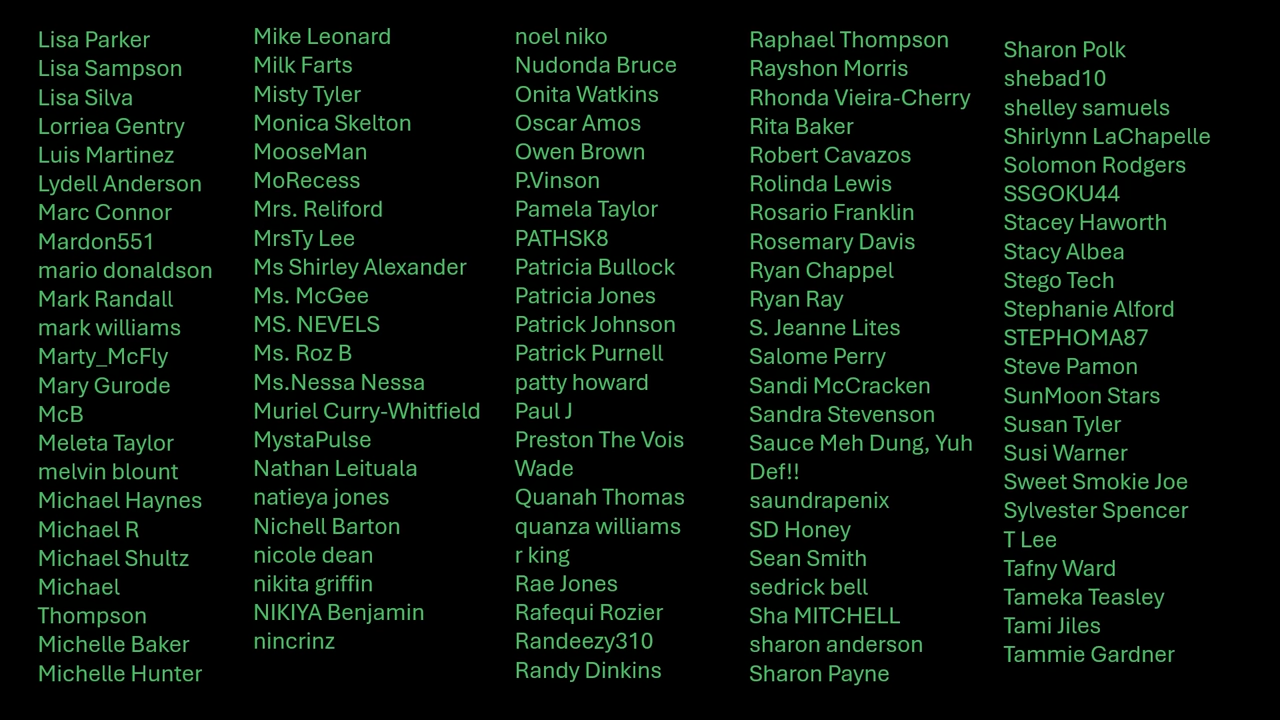 Lisa Parker
Lisa Sampson
Lisa Silva
Lorriea Gentry
Luis Martinez
Lydell Anderson
Marc Connor
Mardon551
mario donaldson
Mark Randall
mark williams
Marty_McFly
Mary Gurode
McB
Meleta Taylor
melvin blount
Michael Haynes
Michael R
Michael Shultz
Michael
Thompson
Michelle Baker
Michelle Hunter
Mike Leonard
Milk Farts
Misty Tyler
Monica Skelton
MooseMan
MoRecess
Mrs. Reliford
MrsTy Lee
Ms Shirley Alexander
Ms. McGee
MS. NEVELS
Ms. Roz B
Ms.Nessa Nessa
Muriel Curry-Whitfield
MystaPulse
Nathan Leituala
natieya jones
Nichell Barton
nicole dean
nikita griffin
NIKIYA Benjamin
nincrinz
noel niko
Nudonda Bruce
Onita Watkins
Oscar Amos
Owen Brown
P.Vinson
Pamela Taylor
PATHSK8
Patricia Bullock
Patricia Jones
Patrick Johnson
Patrick Purnell
patty howard
Paul J
Preston The Vois
Wade
Quanah Thomas
quanza williams
r king
Rae Jones
Rafequi Rozier
Randeezy310
Randy Dinkins
Raphael Thompson
Rayshon Morris
Rhonda Vieira-Cherry
Rita Baker
Robert Cavazos
Rolinda Lewis
Rosario Franklin
Rosemary Davis
Ryan Chappel
Ryan Ray
S. Jeanne Lites
Salome Perry
Sandi McCracken
Sandra Stevenson
Sauce Meh Dung, Yuh
Def!!
saundrapenix
SD Honey
Sean Smith
sedrick bell
Sha MITCHELL
sharon anderson
Sharon Payne
Sharon Polk
shebad10
shelley samuels
Shirlynn LaChapelle
Solomon Rodgers
SSGOKU44
Stacey Haworth
Stacy Albea
Stego Tech
Stephanie Alford
STEPHOMA87
Steve Pamon
SunMoon Stars
Susan Tyler
Susi Warner
Sweet Smokie Joe
Sylvester Spencer
T Lee
Tafny Ward
Tameka Teasley
Tami Jiles
Tammie Gardner